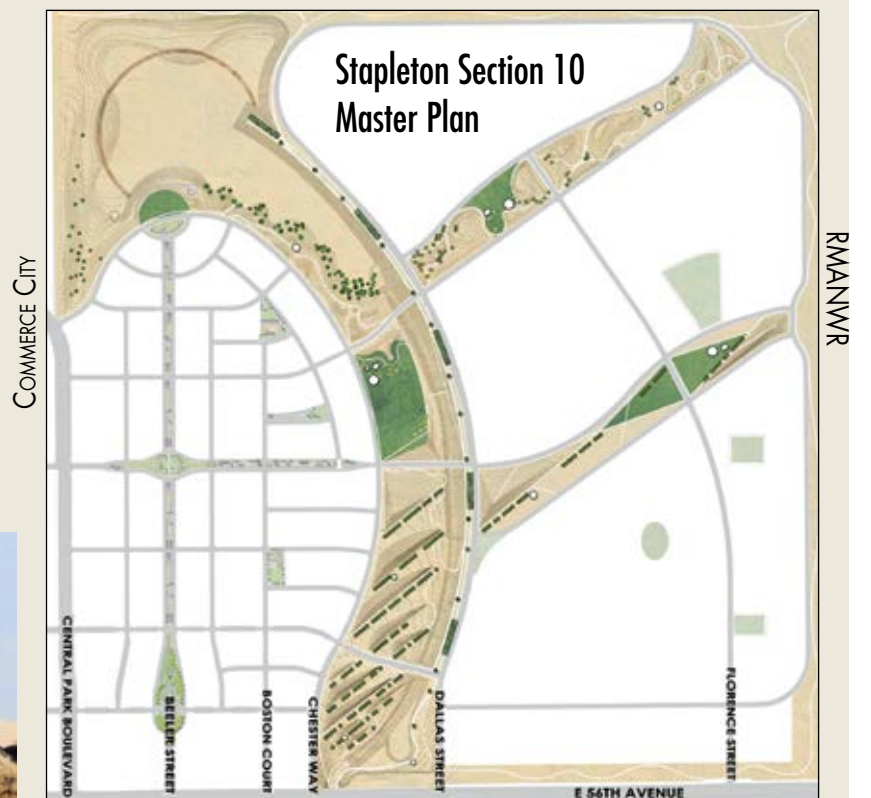 Stapleton Section 10
Master Plan
COMMERCE CITY
RMANWR
CENTRAL PARK BOULEVARD
BEELER STREET
BOSTON COURT
CHESTER WAY
DALLAS STREET
FLORENCE STREET
E 56TH AVENUE